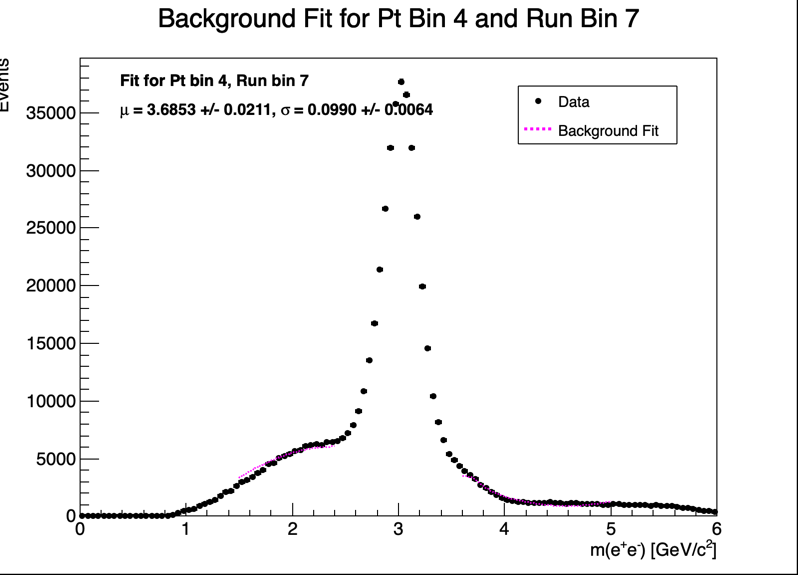 Background Fit for Pt Bin 4 and Run Bin 7
Events
Fit for Pt bin 4, Run bin 7
μ = 3.6853 +/- 0.0211, σ = 0.0990 +/- 0.0064
Data
Background Fit
35000
30000
25000
20000
15000
10000
5000
0
0 1 2 3 4 5 6
m(e⁺e⁻) [GeV/c²]